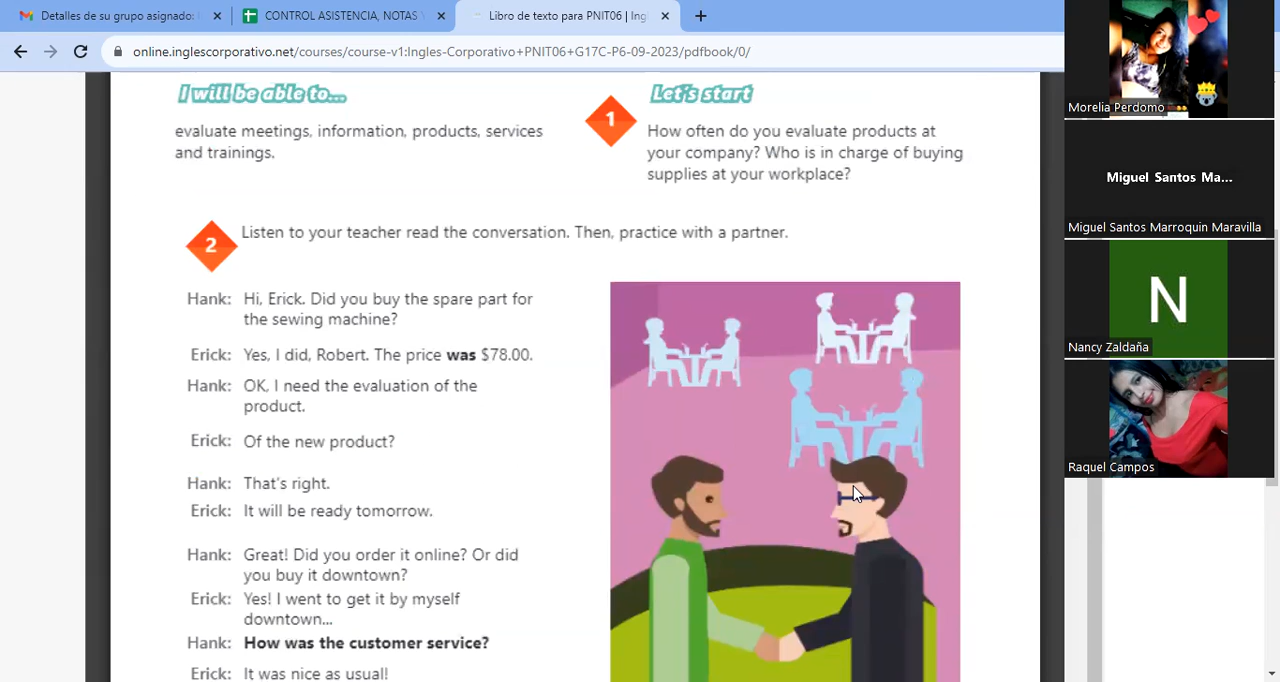 Detalles de su grupo asignado: C
CONTROL ASISTENCIA, NOTAS Y
Libro de texto para PNIT06 | Ingl
online.inglescorporativo.net/courses/course-v1:Ingles-Corporativo+PNIT06+G17C-P6-09-2023/pdfbook/0/
I will be able to...
evaluate meetings, information, products, services
and trainings.
Let's start
1
How often do you evaluate products at
your company? Who is in charge of buying
supplies at your workplace?
2
Listen to your teacher read the conversation. Then, practice with a partner.
Hank: Hi, Erick. Did you buy the spare part for
the sewing machine?
Erick: Yes, I did, Robert. The price was $78.00.
Hank: OK, I need the evaluation of the
product.
Erick: Of the new product?
Hank: That's right.
Erick: It will be ready tomorrow.
Hank: Great! Did you order it online? Or did
you buy it downtown?
Erick: Yes! I went to get it by myself
downtown...
Hank: How was the customer service?
Erick: It was nice as usual!
Morelia Perdomo
Miguel Santos Ma...
Miguel Santos Marroquin Maravilla
N
Nancy Zaldaña
Raquel Campos